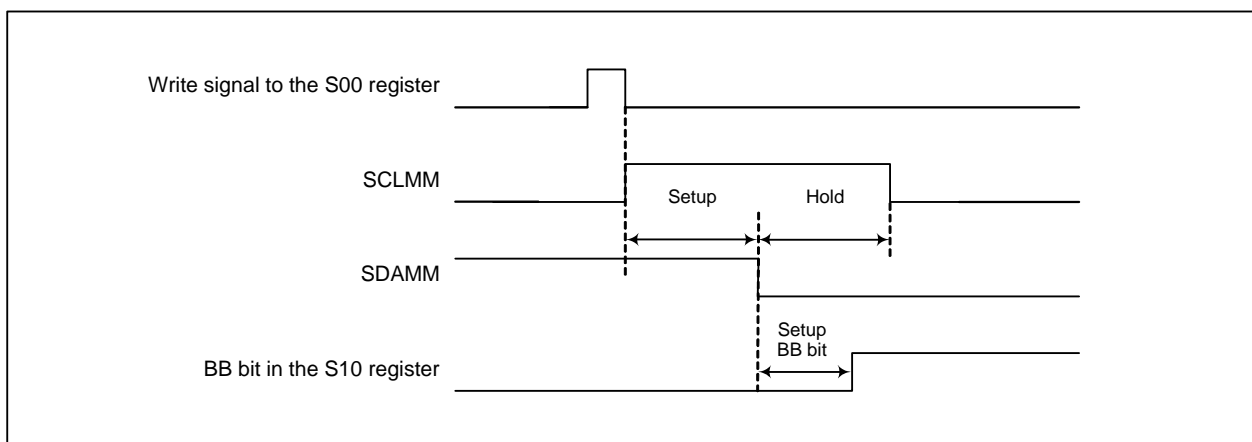 Write signal to the S00 register
SCLMM
Setup
Hold
SDAMM
Setup
BB bit
BB bit in the S10 register